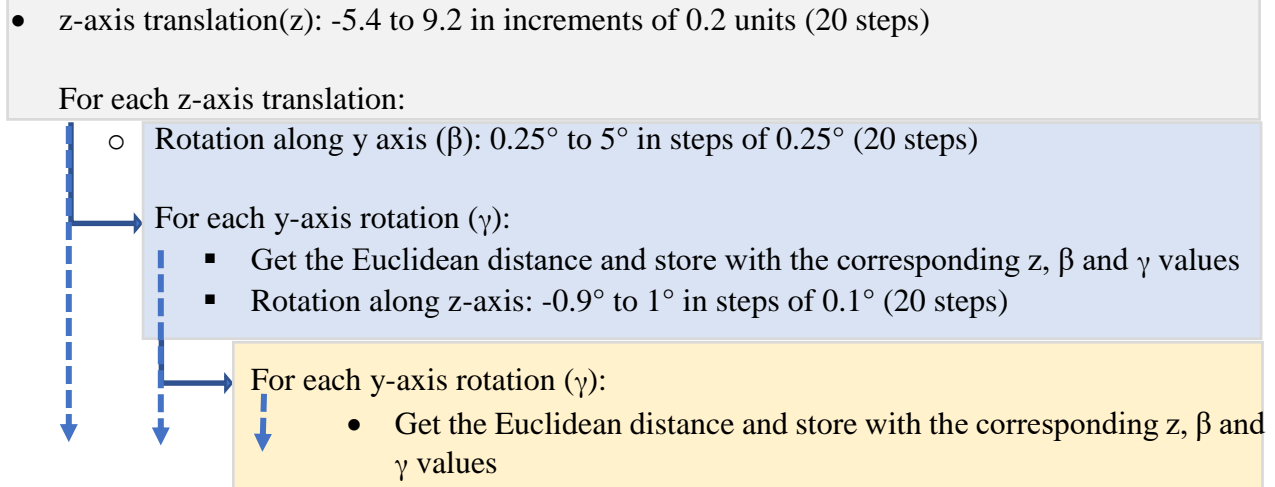 • z-axis translation(z): -5.4 to 9.2 in increments of 0.2 units (20 steps)
For each z-axis translation:
o Rotation along y axis (β): 0.25° to 5° in steps of 0.25° (20 steps)
For each y-axis rotation (γ):
▪ Get the Euclidean distance and store with the corresponding z, β and γ values
▪ Rotation along z-axis: -0.9° to 1° in steps of 0.1° (20 steps)
For each y-axis rotation (γ):
• Get the Euclidean distance and store with the corresponding z, β and
γ values